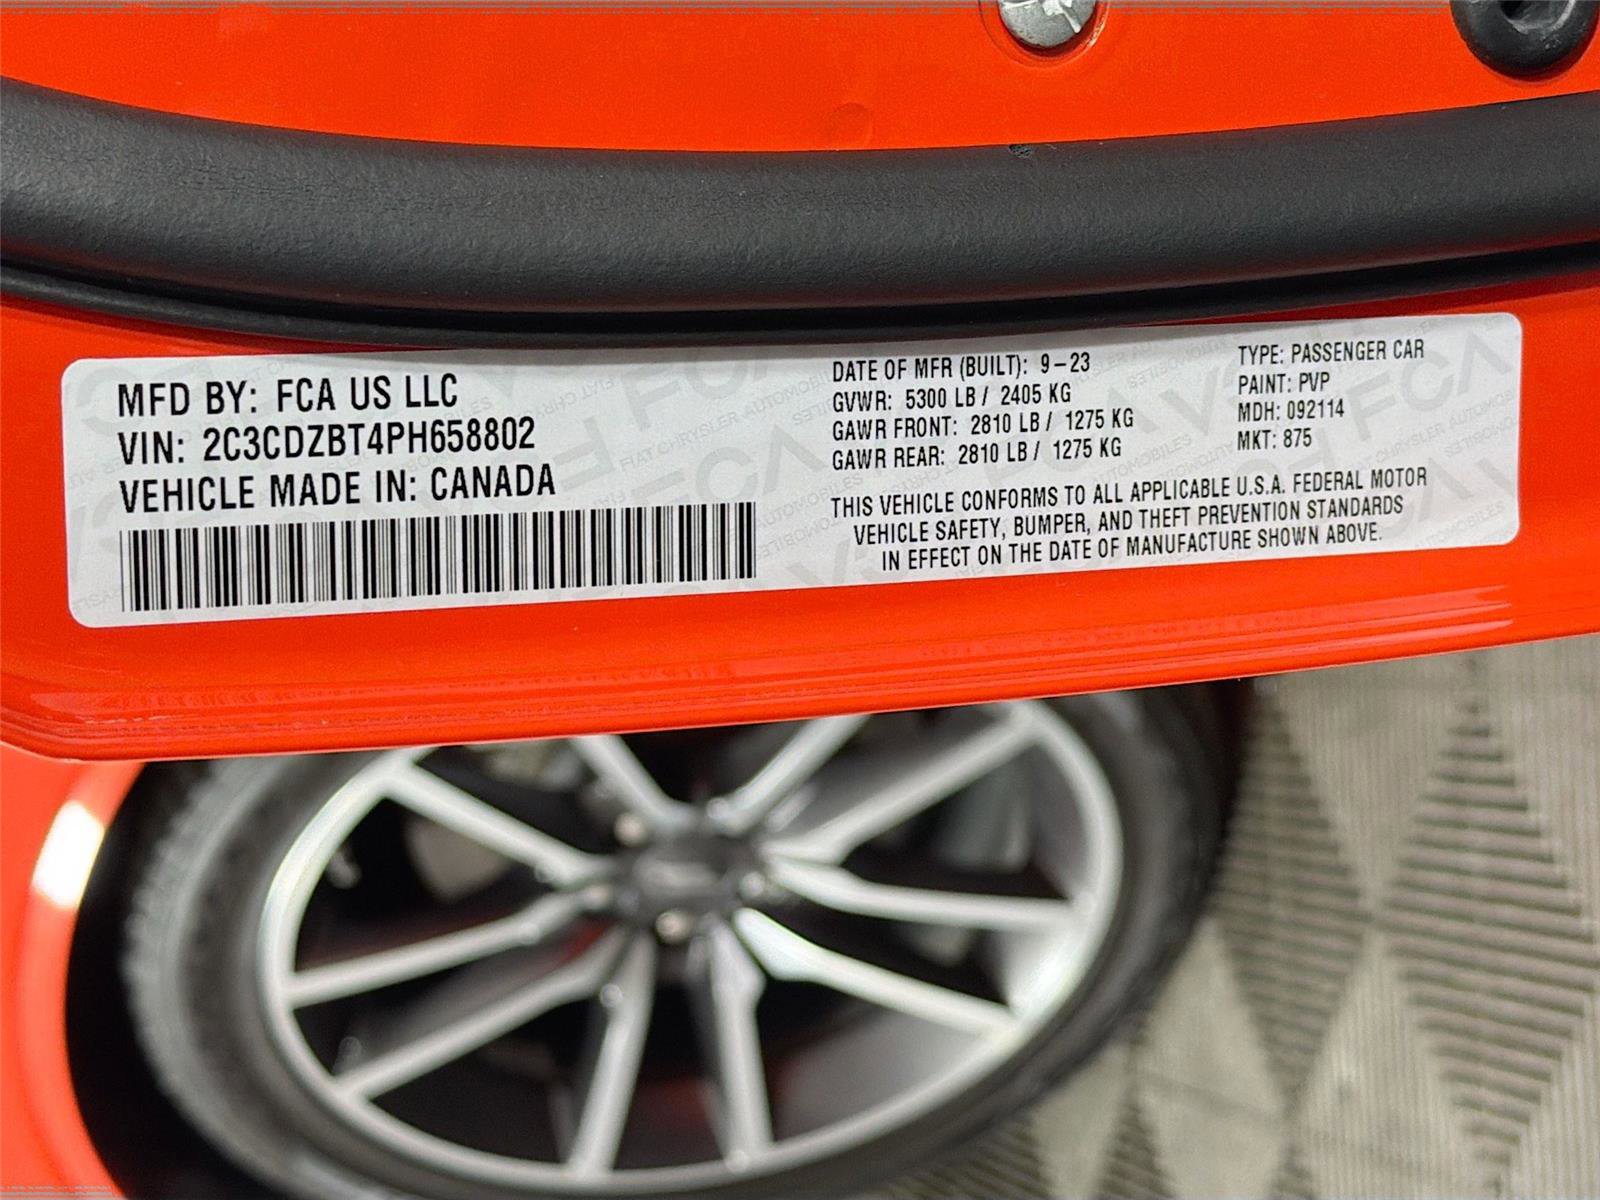 MFD BY: FCA US LLC
VIN: 2C3CDZBT4PH658802
VEHICLE MADE IN: CANADA
DATE OF MFR (BUILT): 9-23
GVWR: 5300 LB / 2405 KG
GAWR FRONT: 2810 LB / 1275 KG
GAWR REAR: 2810 LB / 1275 KG
TYPE: PASSENGER CAR
PAINT: PVP
MDH: 092114
MKT: 875
THIS VEHICLE CONFORMS TO ALL APPLICABLE U.S.A. FEDERAL MOTOR
VEHICLE SAFETY, BUMPER, AND THEFT PREVENTION STANDARDS
IN EFFECT ON THE DATE OF MANUFACTURE SHOWN ABOVE.